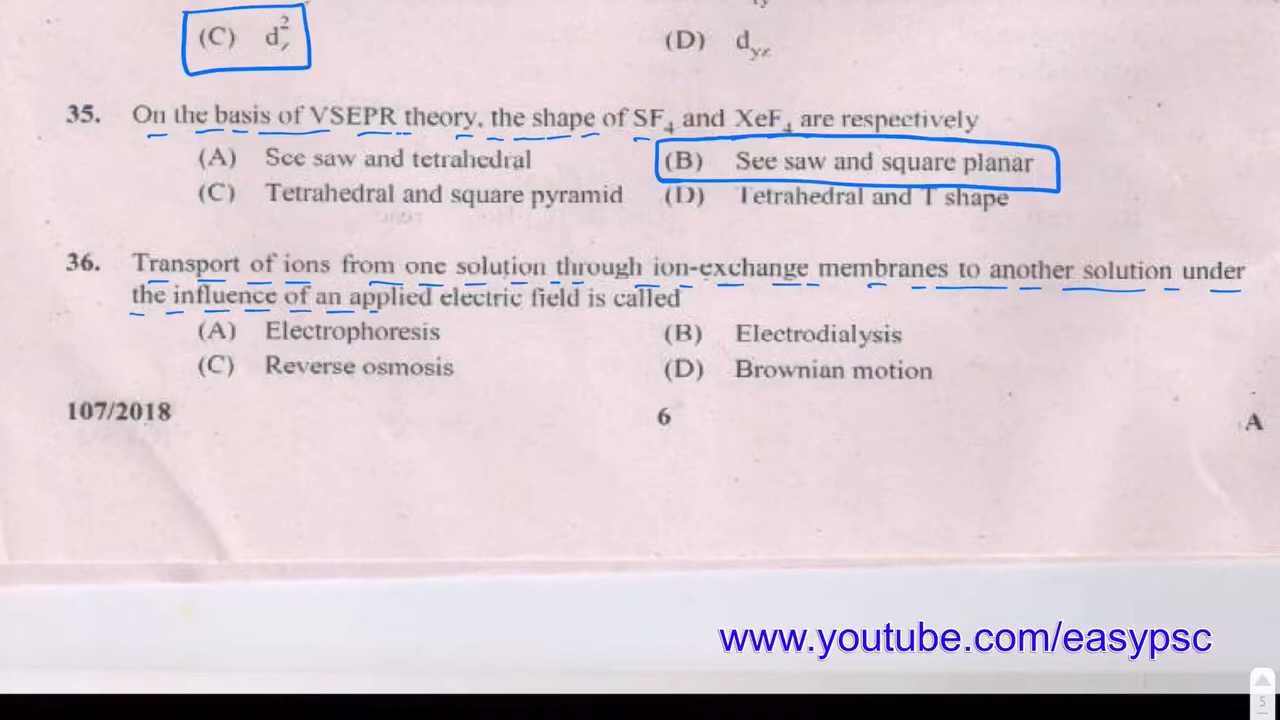 (C) d²z
(D) dyz
35. On the basis of VSEPR theory, the shape of SF4 and XeF4 are respectively
(A) See saw and tetrahedral
(B) See saw and square planar
(C) Tetrahedral and square pyramid
(D) Tetrahedral and T shape
36. Transport of ions from one solution through ion-exchange membranes to another solution under
the influence of an applied electric field is called
(A) Electrophoresis
(B) Electrodialysis
(C) Reverse osmosis
(D) Brownian motion
107/2018
6
A
www.youtube.com/easypsc
5